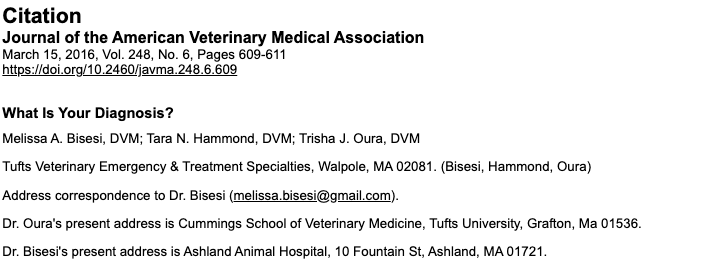 Citation
Journal of the American Veterinary Medical Association
March 15, 2016, Vol. 248, No. 6, Pages 609-611
https://doi.org/10.2460/javma.248.6.609
What Is Your Diagnosis?
Melissa A. Bisesi, DVM; Tara N. Hammond, DVM; Trisha J. Oura, DVM
Tufts Veterinary Emergency & Treatment Specialties, Walpole, MA 02081. (Bisesi, Hammond, Oura)
Address correspondence to Dr. Bisesi (melissa.bisesi@gmail.com).
Dr. Oura's present address is Cummings School of Veterinary Medicine, Tufts University, Grafton, Ma 01536.
Dr. Bisesi's present address is Ashland Animal Hospital, 10 Fountain St, Ashland, MA 01721.